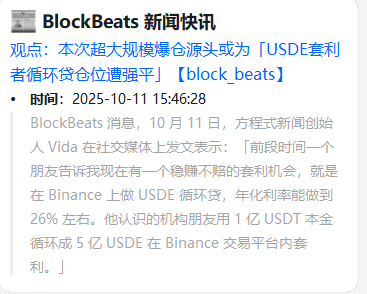 BlockBeats 新闻快讯
观点：本次超大规模爆仓源头或为「USDE套利
者循环贷仓位遭强平」【block_beats】
• 时间：2025-10-11 15:46:28
BlockBeats 消息，10 月 11 日，方程式新闻创始
人 Vida 在社交媒体上发文表示：「前段时间一个
朋友告诉我现在有一个稳赚不赔的套利机会，就是
在 Binance 上做 USDE 循环贷，年化利率能做到
26% 左右。他认识的机构朋友用 1 亿 USDT 本金
循环成 5 亿 USDE 在 Binance 交易平台内套
利。」